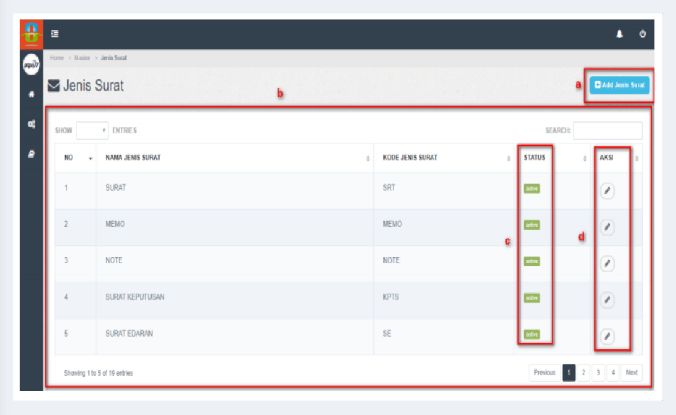 Home > Master > Jenis Surat
Jenis Surat
b
a
Add Jenis Surat
SHOW ENTRIES
SEARCH:
NO NAMA JENIS SURAT KODE JENIS SURAT STATUS AKSI
1 SURAT SRT active
2 MEMO MEMO active
c
d
3 NOTE NOTE active
4 SURAT KEPUTUSAN KPTS active
5 SURAT EDARAN SE active
Showing 1 to 5 of 19 entries
Previous 1 2 3 4 Next